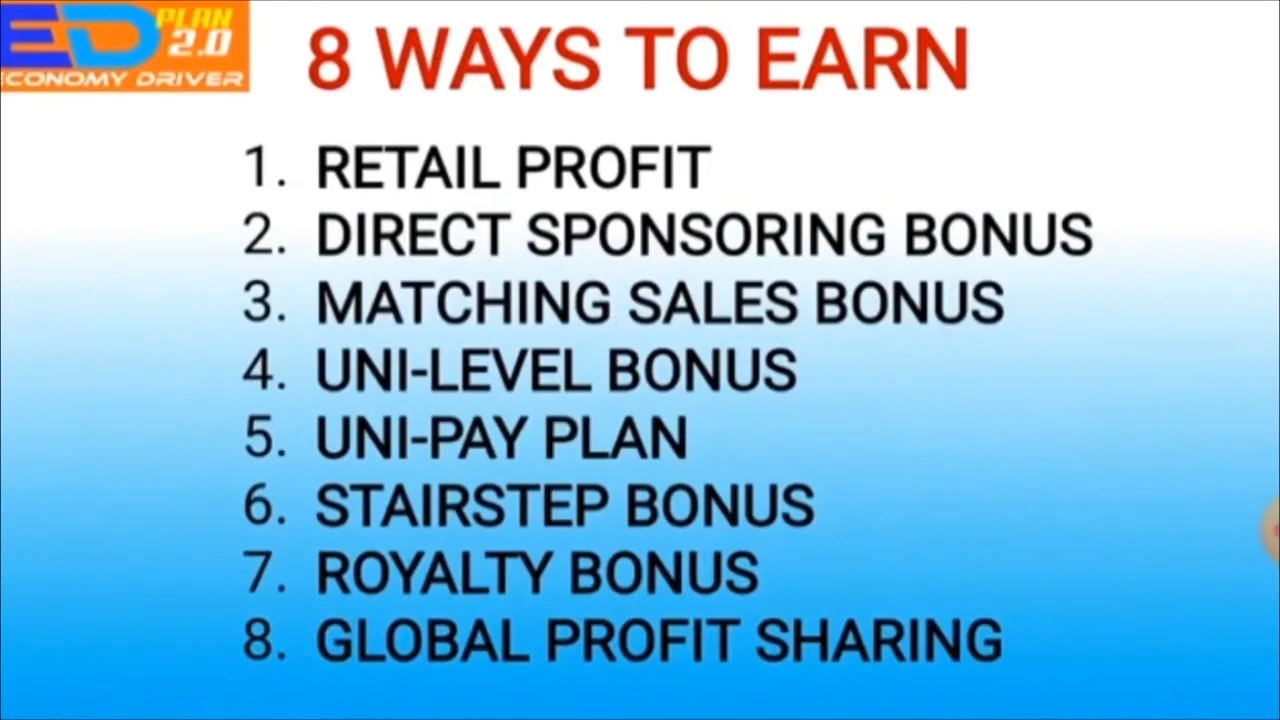 ED PLAN 2.0
ECONOMY DRIVER
8 WAYS TO EARN
1. RETAIL PROFIT
2. DIRECT SPONSORING BONUS
3. MATCHING SALES BONUS
4. UNI-LEVEL BONUS
5. UNI-PAY PLAN
6. STAIRSTEP BONUS
7. ROYALTY BONUS
8. GLOBAL PROFIT SHARING